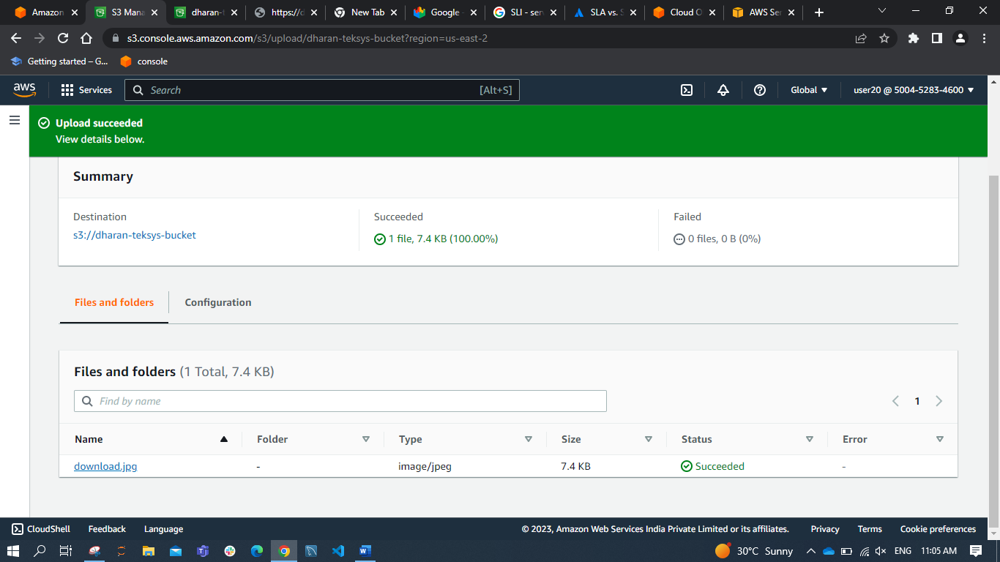 Amazon
S3 Mana
dharan-t
https://d
New Tab
Google -
SLI - serv
SLA vs. S
Cloud O
AWS Ser
s3.console.aws.amazon.com/s3/upload/dharan-teksys-bucket?region=us-east-2
Getting started – G...
console
aws
Services
Search
[Alt+S]
Global
user20 @ 5004-5283-4600
Upload succeeded
View details below.
Summary
Destination
s3://dharan-teksys-bucket
Succeeded
1 file, 7.4 KB (100.00%)
Failed
0 files, 0 B (0%)
Files and folders
Configuration
Files and folders (1 Total, 7.4 KB)
Find by name
1
Name Folder Type Size Status Error
download.jpg - image/jpeg 7.4 KB Succeeded -
CloudShell Feedback Language © 2023, Amazon Web Services India Private Limited or its affiliates. Privacy Terms Cookie preferences
30°C Sunny ENG 11:05 AM